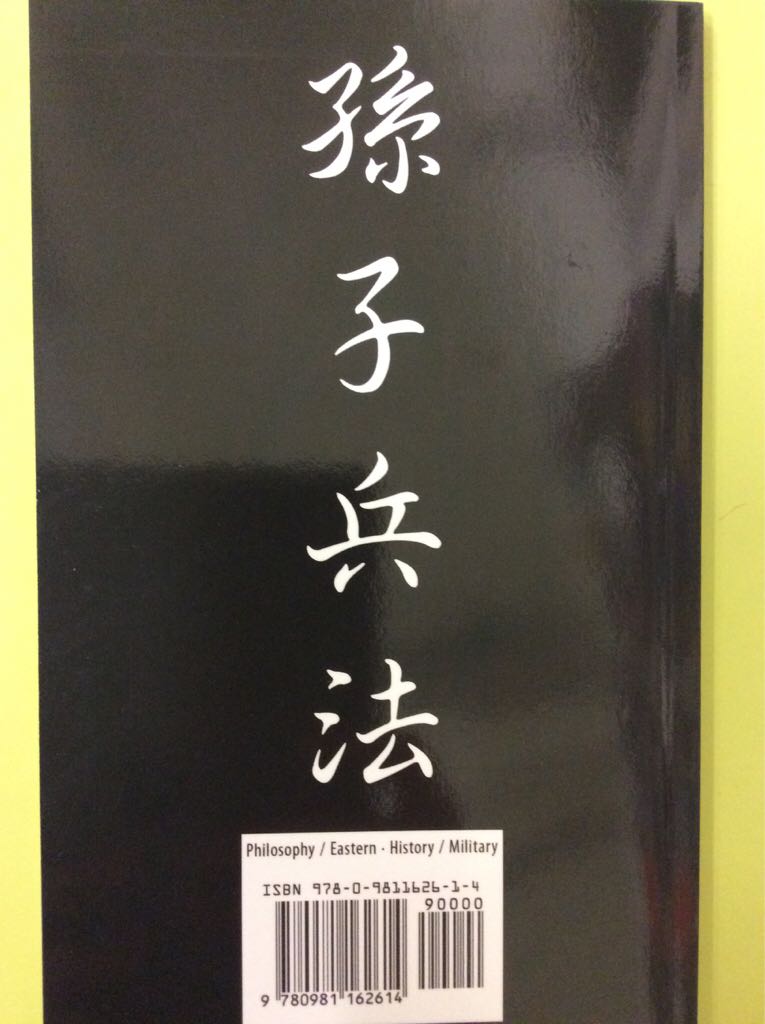 孫子兵法
Philosophy / Eastern · History / Military
ISBN 978-0-9811626-1-4
90000
9 780981 162614